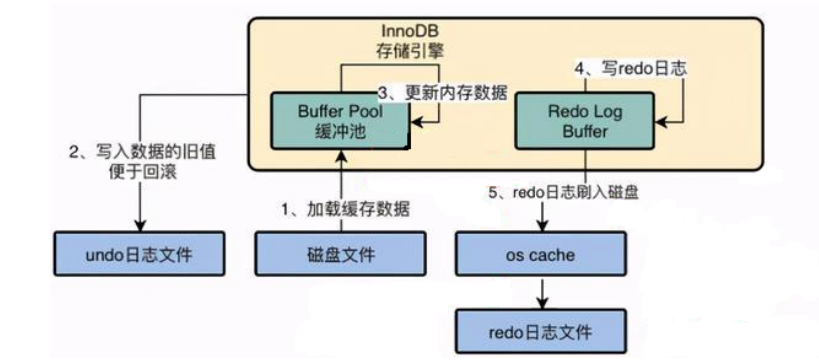 InnoDB
存储引擎
4、写redo日志
3、更新内存数据
Buffer Pool
缓冲池
Redo Log
Buffer
2、写入数据的旧值
便于回滚
5、redo日志刷入磁盘
1、加载缓存数据
undo日志文件
磁盘文件
os cache
redo日志文件